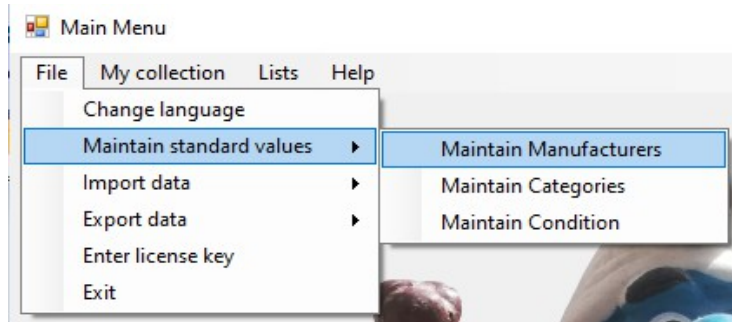 Main Menu
File My collection Lists Help
Change language
Maintain standard values Maintain Manufacturers
Import data Maintain Categories
Export data Maintain Condition
Enter license key
Exit